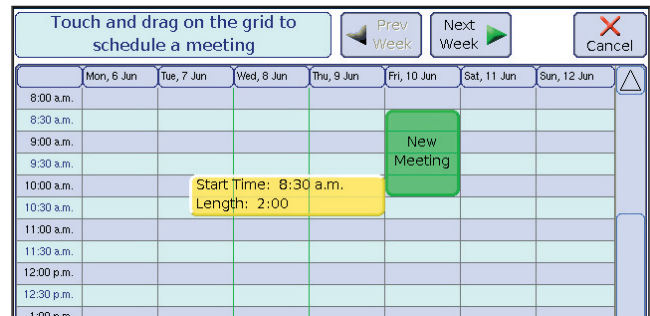 Touch and drag on the grid to
schedule a meeting
Prev
Week
Next
Week
Cancel
Mon, 6 Jun
Tue, 7 Jun
Wed, 8 Jun
Thu, 9 Jun
Fri, 10 Jun
Sat, 11 Jun
Sun, 12 Jun
8:00 a.m.
8:30 a.m.
9:00 a.m.
New
9:30 a.m.
Meeting
10:00 a.m.
Start Time: 8:30 a.m.
10:30 a.m.
Length: 2:00
11:00 a.m.
11:30 a.m.
12:00 p.m.
12:30 p.m.
1:00 p.m.